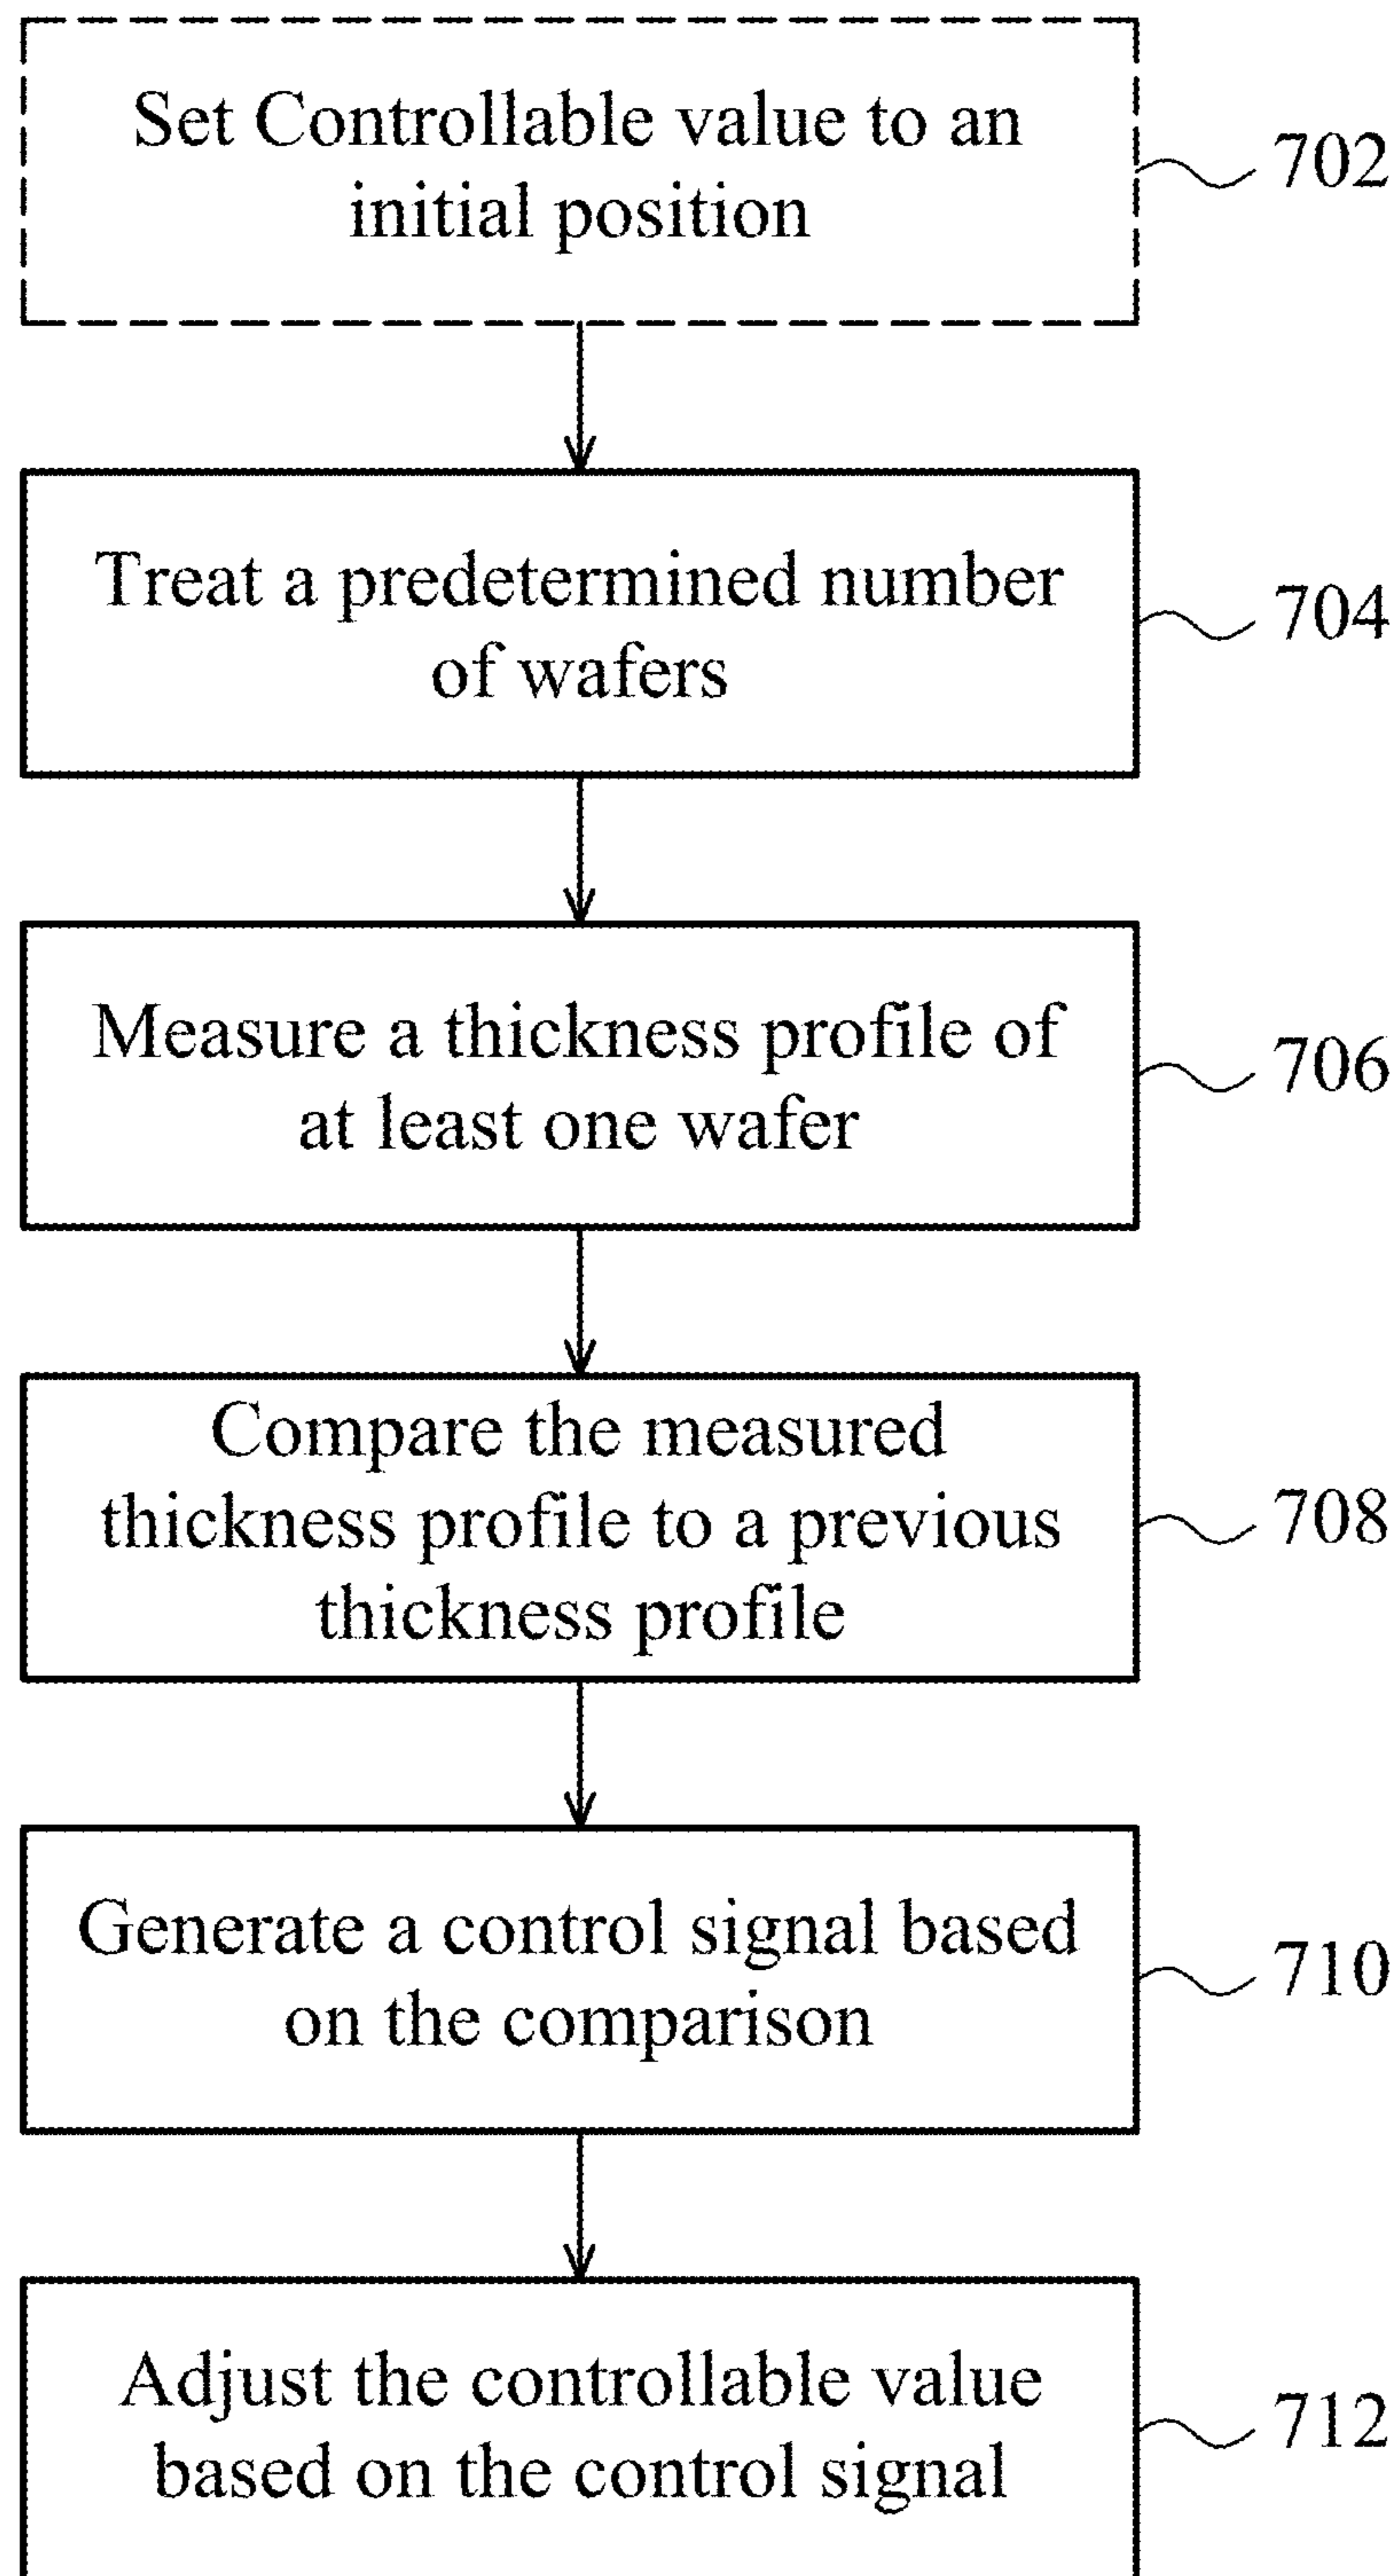 Set Controllable value to an
initial position
702
Treat a predetermined number
of wafers
704
Measure a thickness profile of
at least one wafer
706
Compare the measured
thickness profile to a previous
thickness profile
708
Generate a control signal based
on the comparison
710
Adjust the controllable value
based on the control signal
712